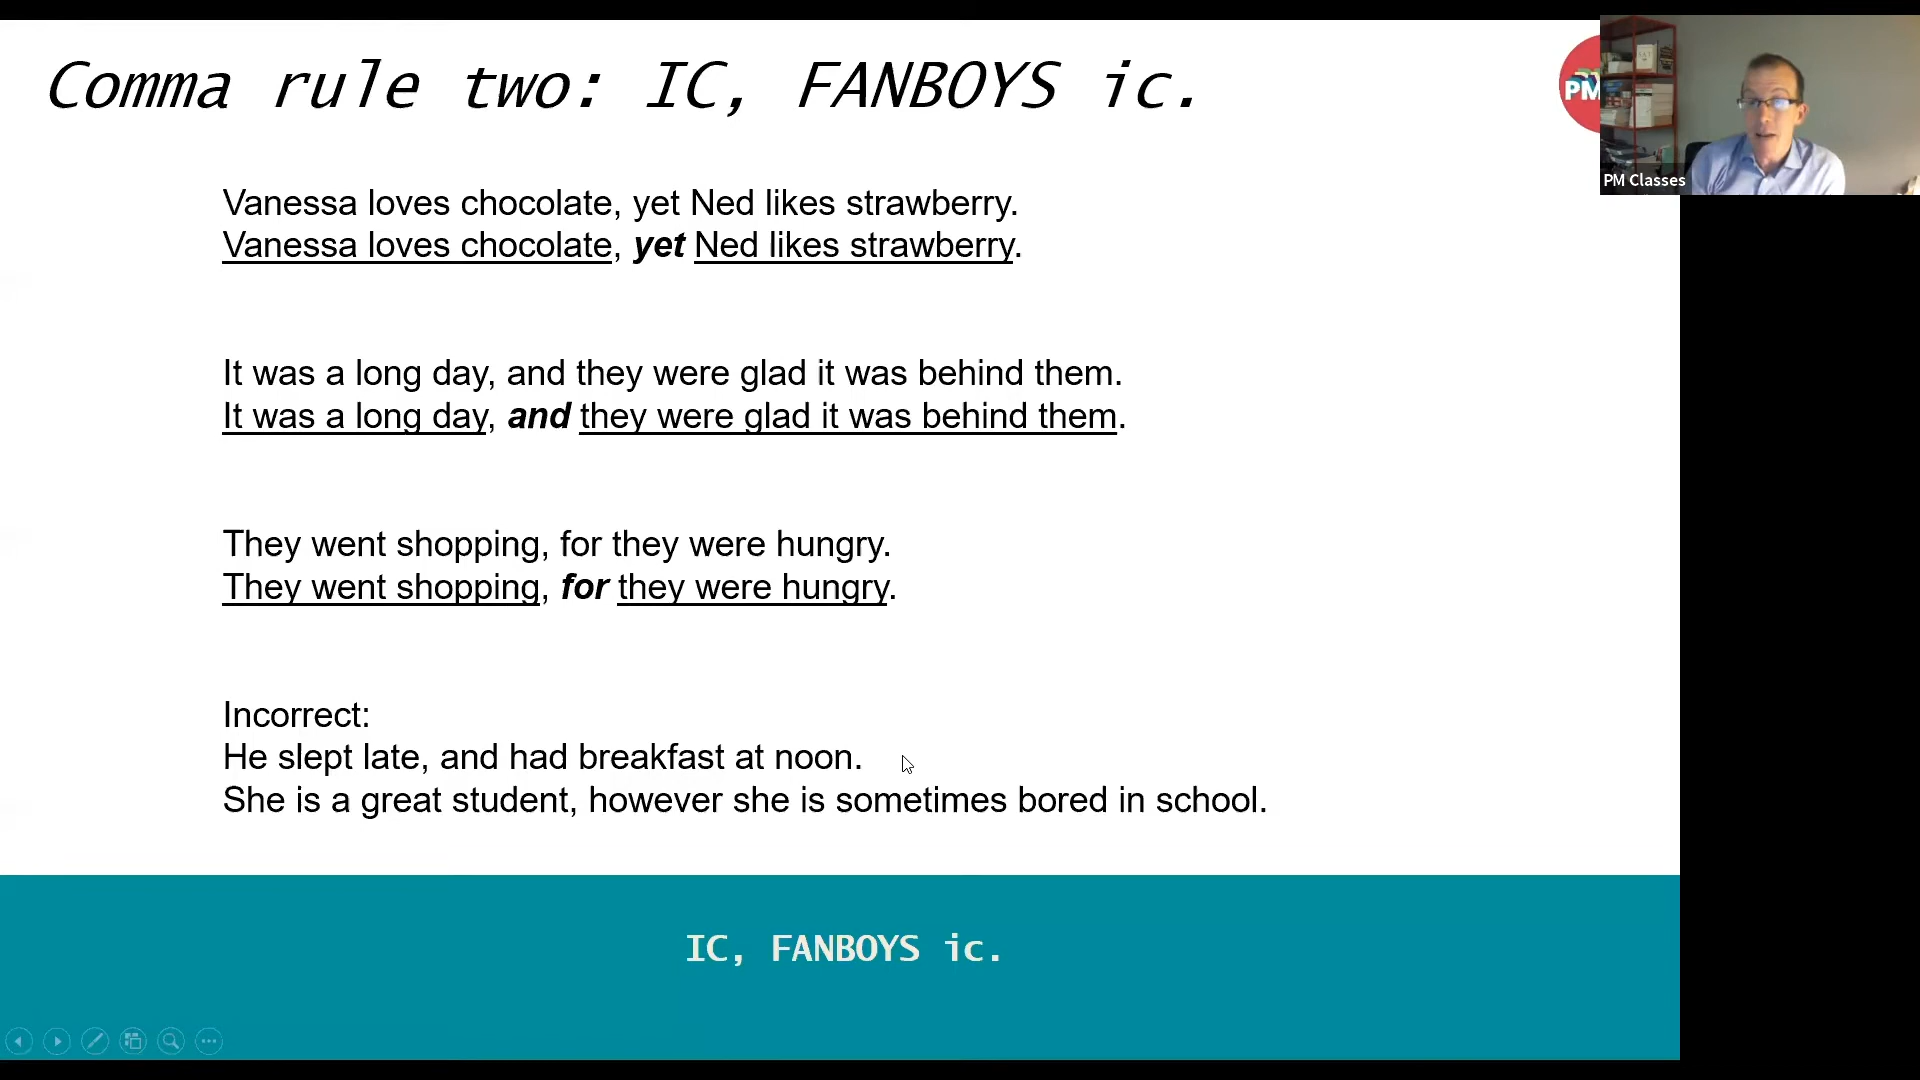 Comma rule two: IC, FANBOYS ic.
PM
PM Classes
Vanessa loves chocolate, yet Ned likes strawberry.
Vanessa loves chocolate, yet Ned likes strawberry.
It was a long day, and they were glad it was behind them.
It was a long day, and they were glad it was behind them.
They went shopping, for they were hungry.
They went shopping, for they were hungry.
Incorrect:
He slept late, and had breakfast at noon.
She is a great student, however she is sometimes bored in school.
IC, FANBOYS ic.